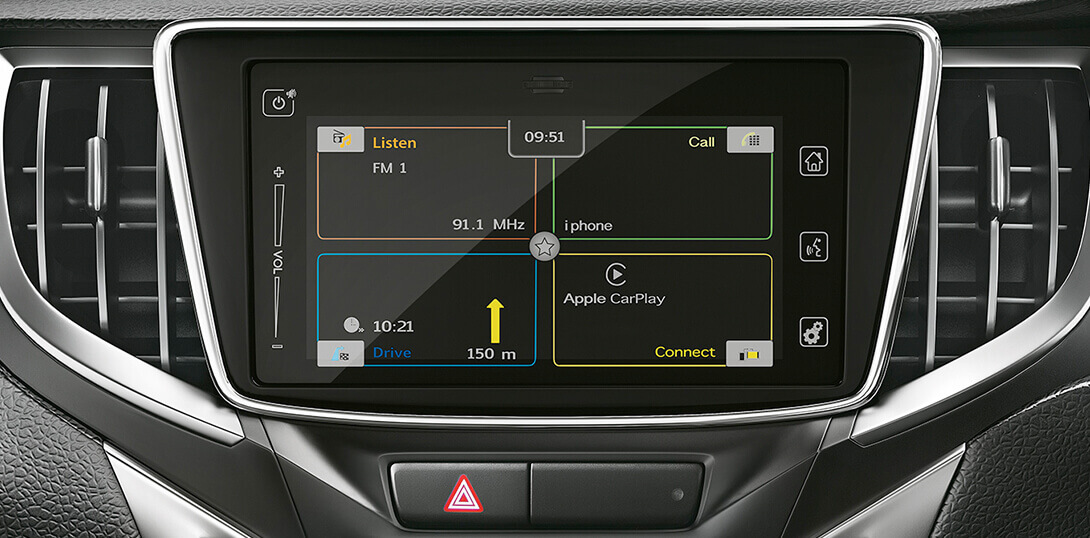 09:51
Listen
FM 1
91.1 MHz
Call
iphone
VOL
10:21
Drive
150 m
Apple CarPlay
Connect